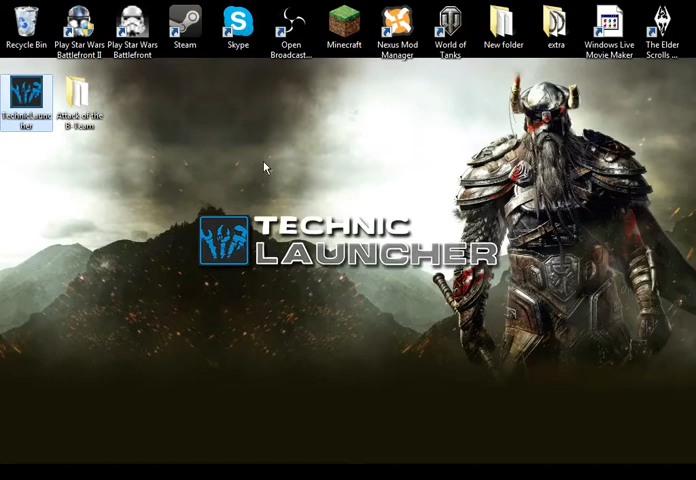 Recycle Bin
Play Star Wars
Battlefront II
Play Star Wars
Battlefront
Steam
Skype
Open
Broadcast...
Minecraft
Nexus Mod
Manager
World of
Tanks
New folder
extra
Windows Live
Movie Maker
The Elder
Scrolls ...
TechnicLaunc
her
Attack of the
B-Team
TECHNIC
LAUNCHER